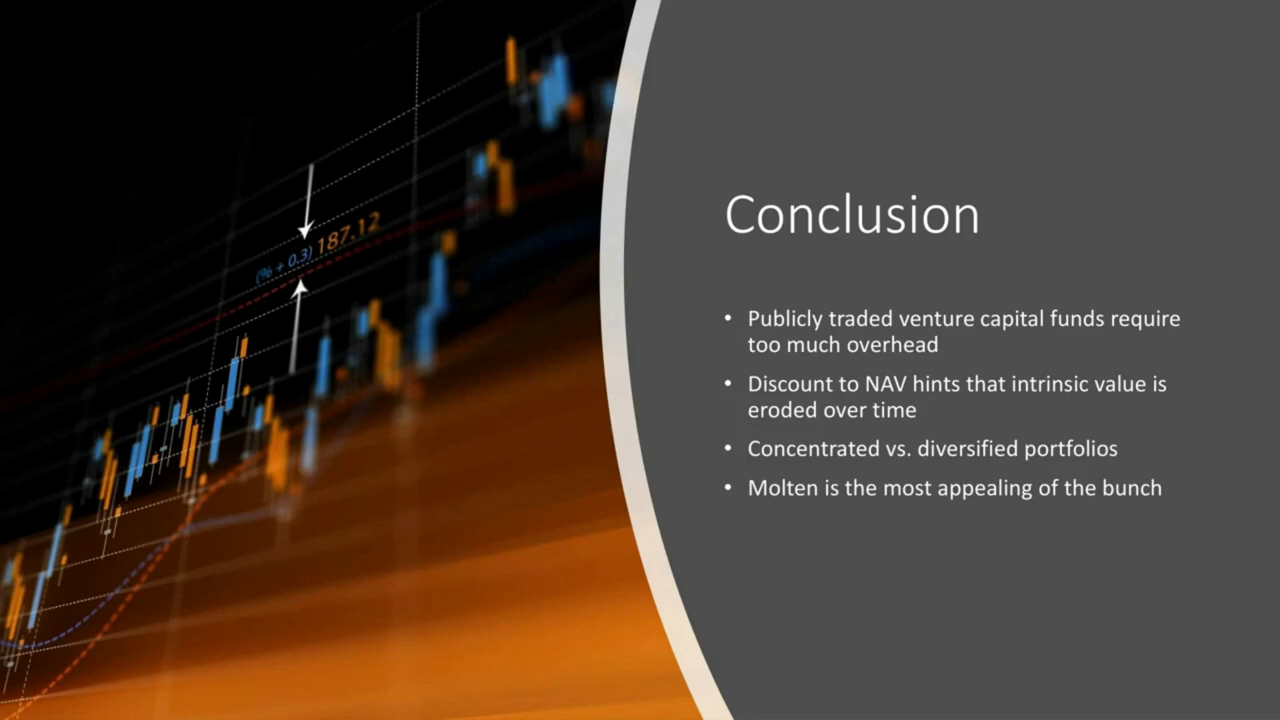 (% + 0.3) 187.12
Conclusion
• Publicly traded venture capital funds require
too much overhead
• Discount to NAV hints that intrinsic value is
eroded over time
• Concentrated vs. diversified portfolios
• Molten is the most appealing of the bunch